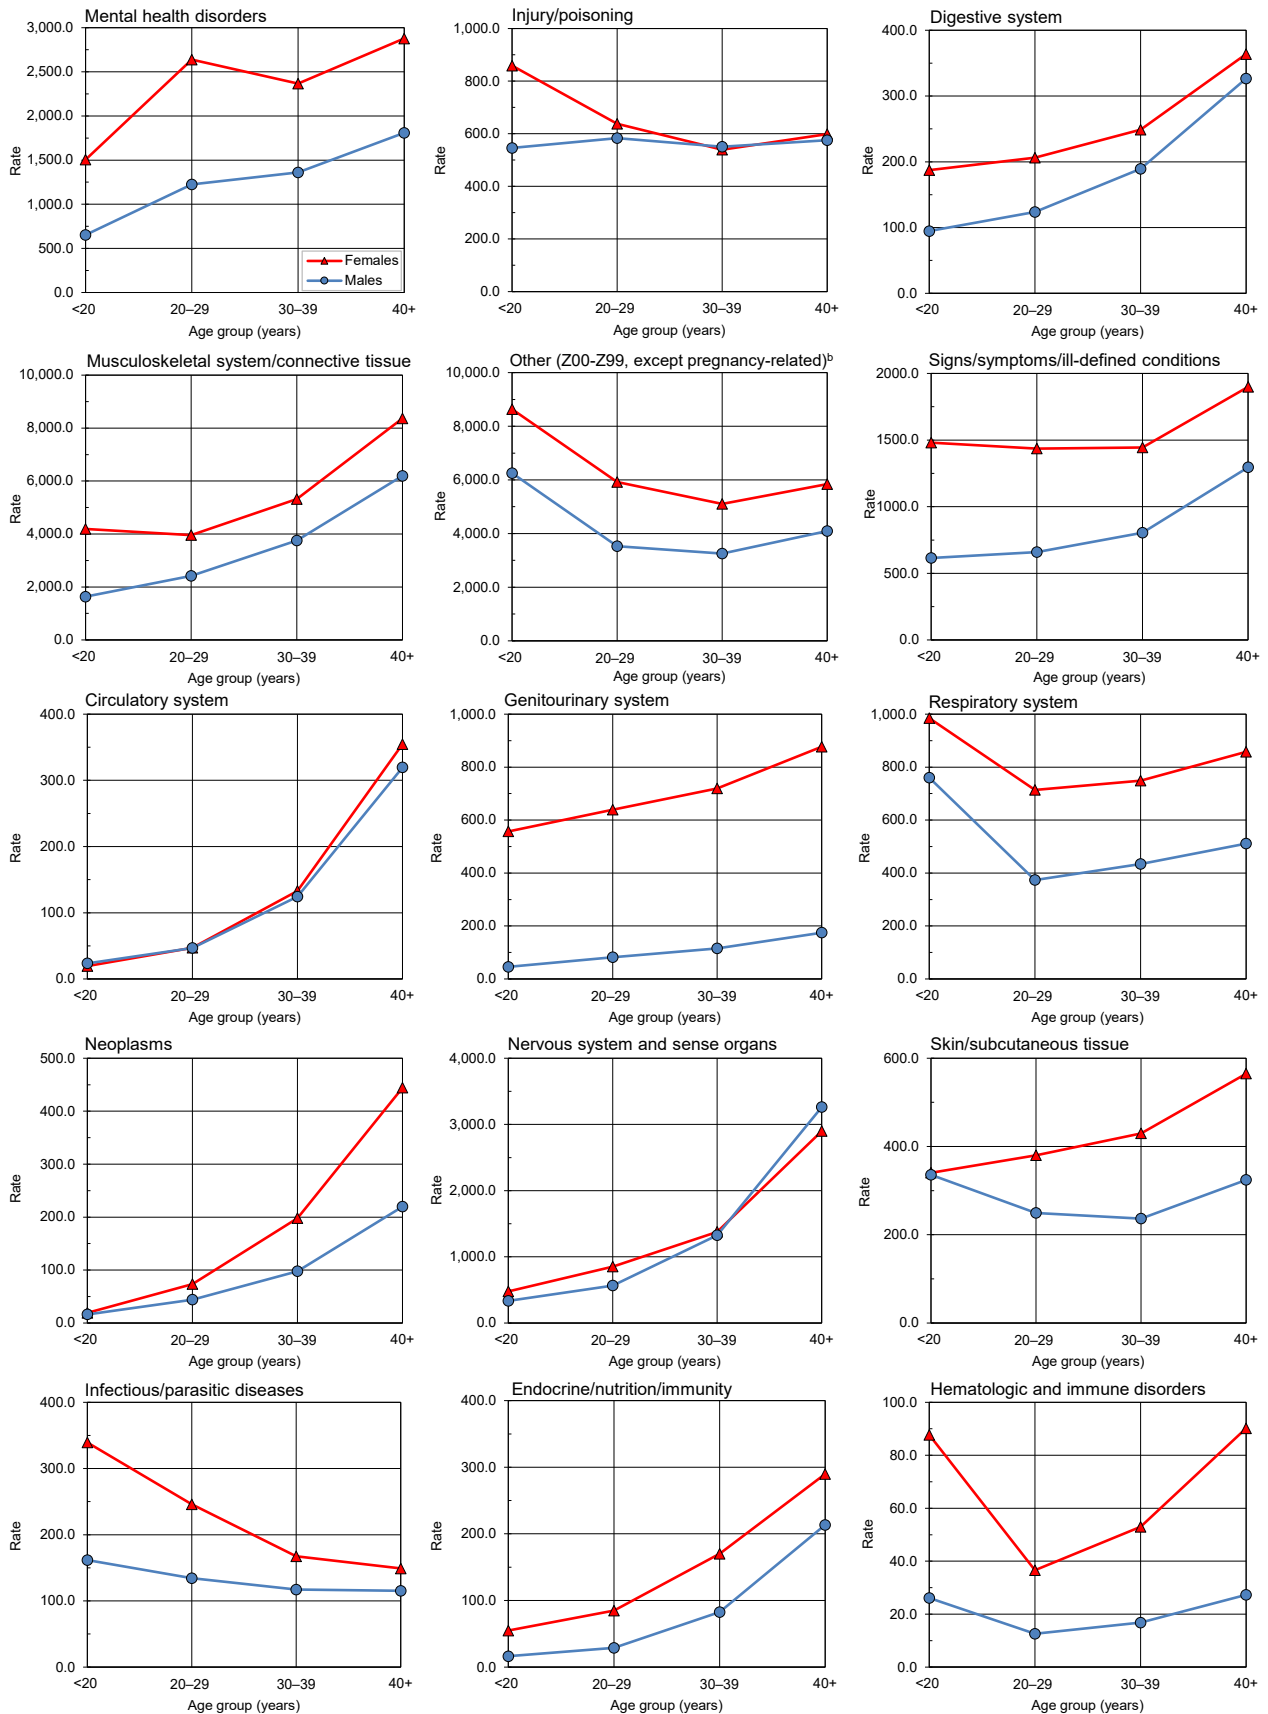 Mental health disorders
3,000.0
2,500.0
2,000.0
1,500.0
1,000.0
500.0
0.0
Rate
Females
Males
<20 20–29 30–39 40+
Age group (years)
Injury/poisoning
1,000.0
800.0
600.0
400.0
200.0
0.0
Rate
<20 20–29 30–39 40+
Age group (years)
Digestive system
400.0
300.0
200.0
100.0
0.0
Rate
<20 20–29 30–39 40+
Age group (years)
Musculoskeletal system/connective tissue
10,000.0
8,000.0
6,000.0
4,000.0
2,000.0
0.0
Rate
<20 20–29 30–39 40+
Age group (years)
Other (Z00-Z99, except pregnancy-related)ᵇ
10,000.0
8,000.0
6,000.0
4,000.0
2,000.0
0.0
Rate
<20 20–29 30–39 40+
Age group (years)
Signs/symptoms/ill-defined conditions
2000.0
1500.0
1000.0
500.0
0.0
Rate
<20 20–29 30–39 40+
Age group (years)
Circulatory system
400.0
300.0
200.0
100.0
0.0
Rate
<20 20–29 30–39 40+
Age group (years)
Genitourinary system
1,000.0
800.0
600.0
400.0
200.0
0.0
Rate
<20 20–29 30–39 40+
Age group (years)
Respiratory system
1,000.0
800.0
600.0
400.0
200.0
0.0
Rate
<20 20–29 30–39 40+
Age group (years)
Neoplasms
500.0
400.0
300.0
200.0
100.0
0.0
Rate
<20 20–29 30–39 40+
Age group (years)
Nervous system and sense organs
4,000.0
3,000.0
2,000.0
1,000.0
0.0
Rate
<20 20–29 30–39 40+
Age group (years)
Skin/subcutaneous tissue
600.0
400.0
200.0
0.0
Rate
<20 20–29 30–39 40+
Age group (years)
Infectious/parasitic diseases
400.0
300.0
200.0
100.0
0.0
Rate
<20 20–29 30–39 40+
Age group (years)
Endocrine/nutrition/immunity
400.0
300.0
200.0
100.0
0.0
Rate
<20 20–29 30–39 40+
Age group (years)
Hematologic and immune disorders
100.0
80.0
60.0
40.0
20.0
0.0
Rate
<20 20–29 30–39 40+
Age group (years)